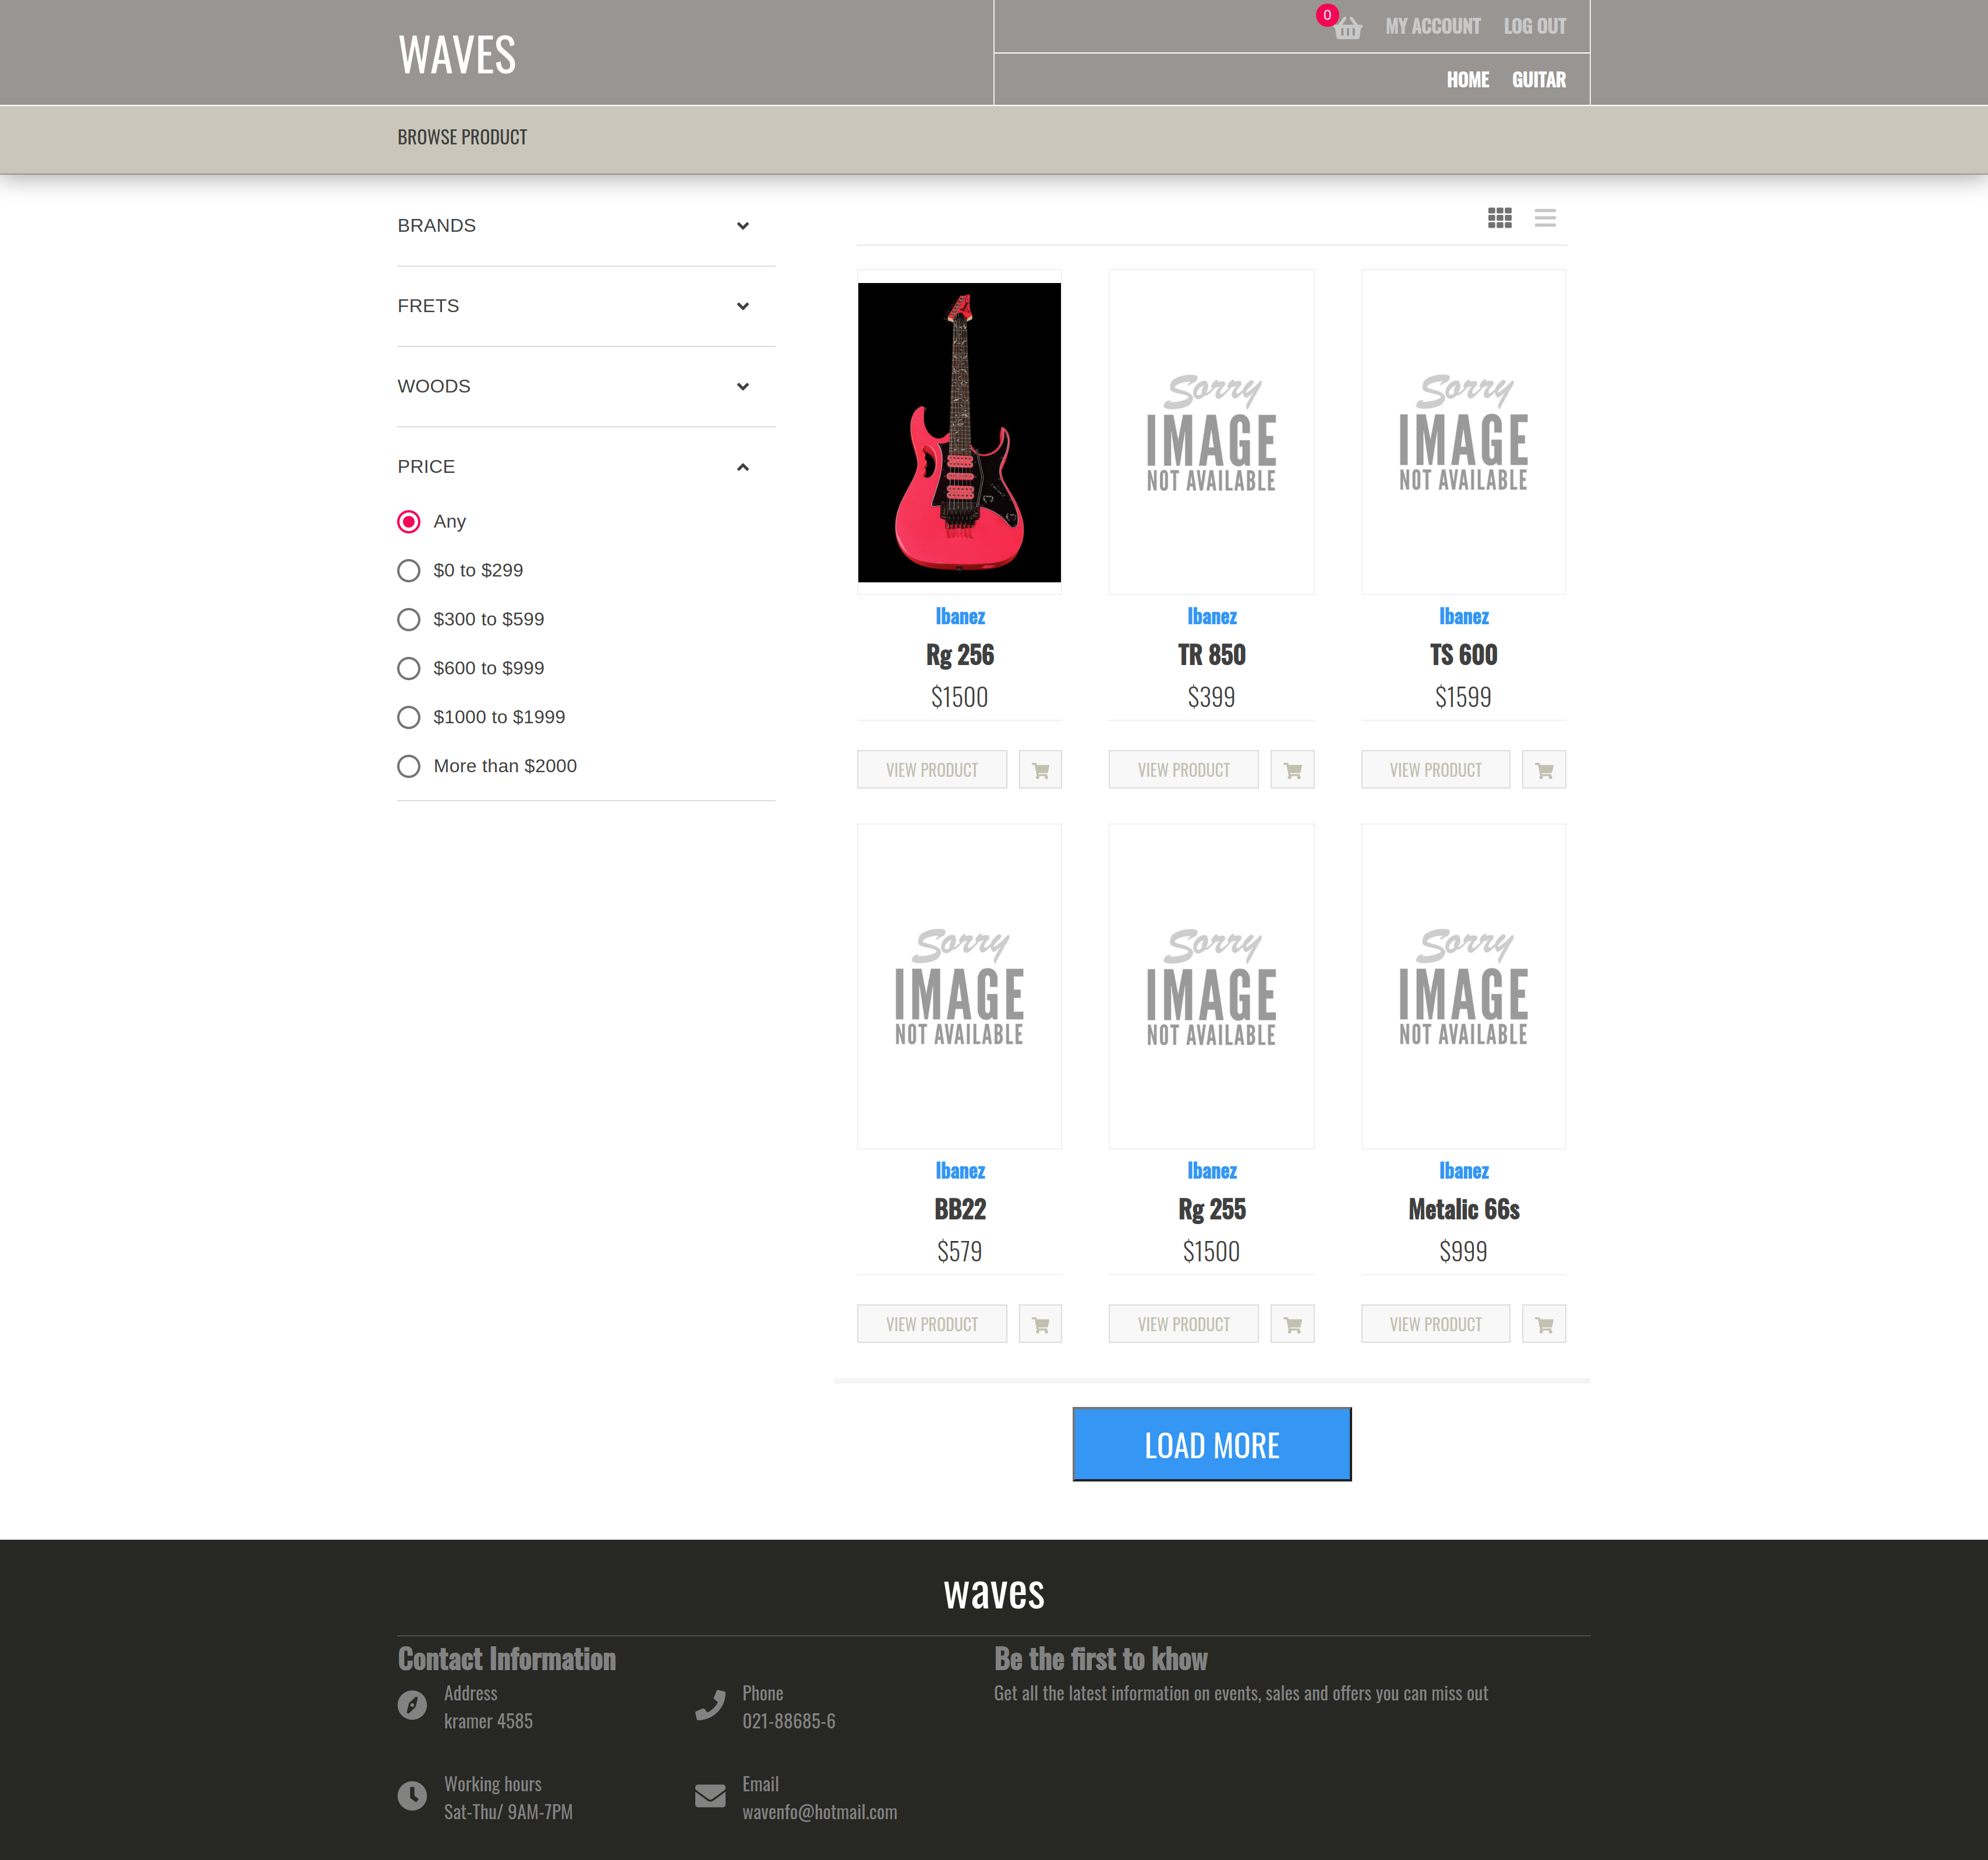 WAVES
0
MY ACCOUNT
LOG OUT
HOME
GUITAR
BROWSE PRODUCT
BRANDS
FRETS
WOODS
PRICE
Any
$0 to $299
$300 to $599
$600 to $999
$1000 to $1999
More than $2000
Ibanez
Rg 256
$1500
VIEW PRODUCT
Sorry
IMAGE
NOT AVAILABLE
Ibanez
TR 850
$399
VIEW PRODUCT
Sorry
IMAGE
NOT AVAILABLE
Ibanez
TS 600
$1599
VIEW PRODUCT
Sorry
IMAGE
NOT AVAILABLE
Ibanez
BB22
$579
VIEW PRODUCT
Sorry
IMAGE
NOT AVAILABLE
Ibanez
Rg 255
$1500
VIEW PRODUCT
Sorry
IMAGE
NOT AVAILABLE
Ibanez
Metalic 66s
$999
VIEW PRODUCT
LOAD MORE
waves
Contact Information
Address
kramer 4585
Phone
021-88685-6
Working hours
Sat-Thu/ 9AM-7PM
Email
wavenfo@hotmail.com
Be the first to khow
Get all the latest information on events, sales and offers you can miss out